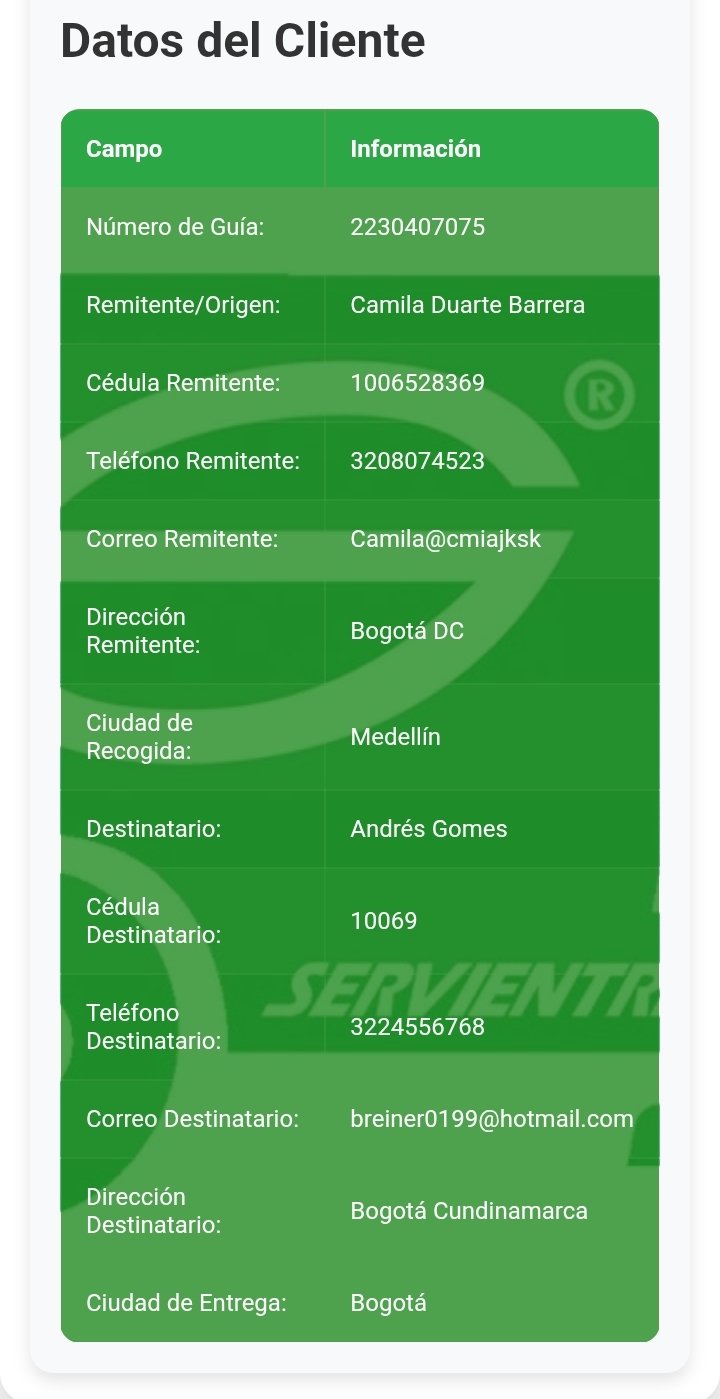 Datos del Cliente
Campo Información
Número de Guía: 2230407075
Remitente/Origen: Camila Duarte Barrera
Cédula Remitente: 1006528369
®
Teléfono Remitente: 3208074523
Correo Remitente: Camila@cmiajksk
Dirección
Remitente: Bogotá DC
Ciudad de
Recogida: Medellín
Destinatario: Andrés Gomes
Cédula
Destinatario: 10069
SERVIENTR
Teléfono
Destinatario: 3224556768
Correo Destinatario: breiner0199@hotmail.com
Dirección
Destinatario: Bogotá Cundinamarca
Ciudad de Entrega: Bogotá